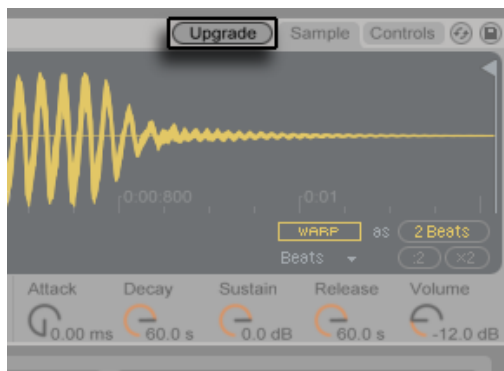 Upgrade Sample Controls
0:00:800 0:01
WARP as 2 Beats
Beats :2 ×2
Attack Decay Sustain Release Volume
0.00 ms 60.0 s 0.0 dB 60.0 s -12.0 dB